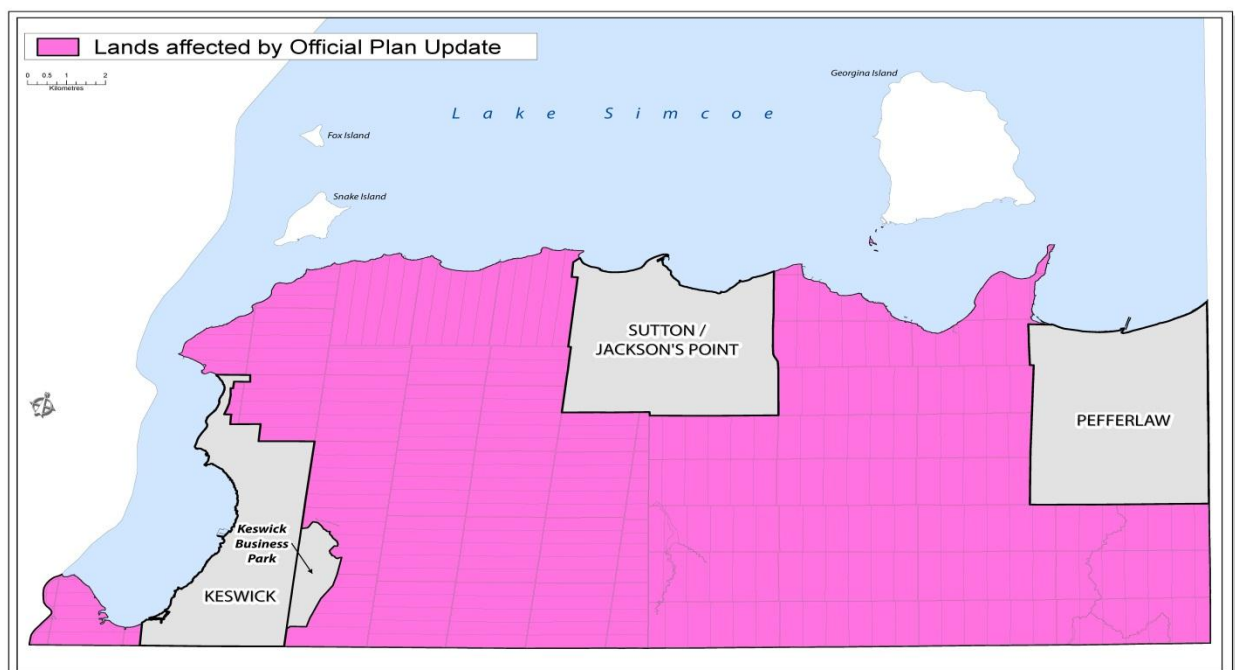 Lands affected by Official Plan Update
0 0.5 1 2
Kilometres
Georgina Island
Lake Simcoe
Fox Island
Snake Island
SUTTON /
JACKSON'S POINT
PEFFERLAW
Keswick
Business
Park
KESWICK